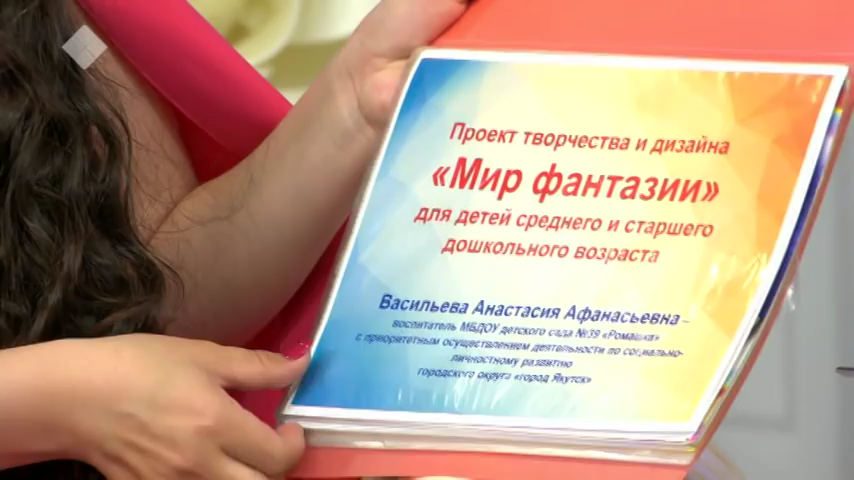 Проект творчества и дизайна
«Мир фантазии»
для детей среднего и старшего
дошкольного возраста
Васильева Анастасия Афанасьевна –
воспитатель МБДОУ детского сада №39 «Ромашка»
с приоритетным осуществлением деятельности по социально-
личностному развитию
городского округа «город Якутск»